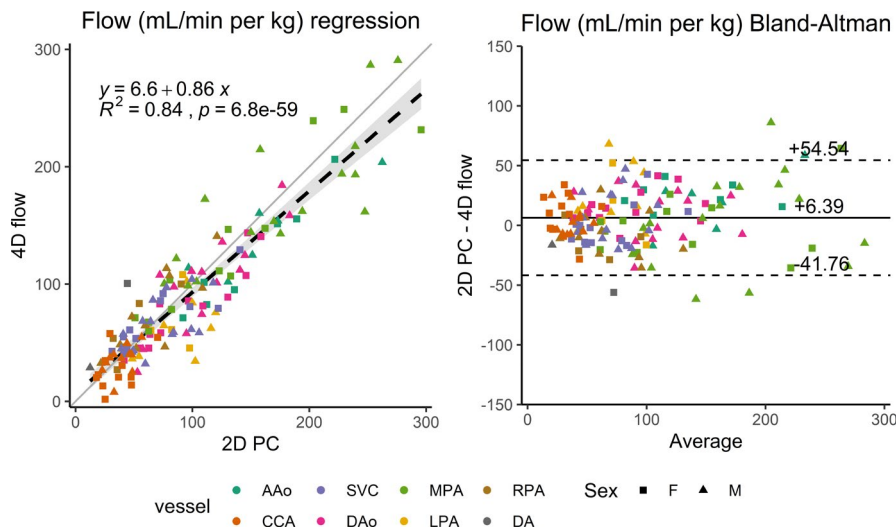 Flow (mL/min per kg) regression
300
200
100
0
4D flow
y = 6.6 + 0.86 x
R² = 0.84 , p = 6.8e-59
0
100
200
300
2D PC
Flow (mL/min per kg) Bland-Altman
150
100
50
0
-50
-100
-150
2D PC - 4D flow
+54.54
+6.39
-41.76
0
100
200
300
Average
vessel
AAo
SVC
MPA
RPA
CCA
DAo
LPA
DA
Sex
F
M